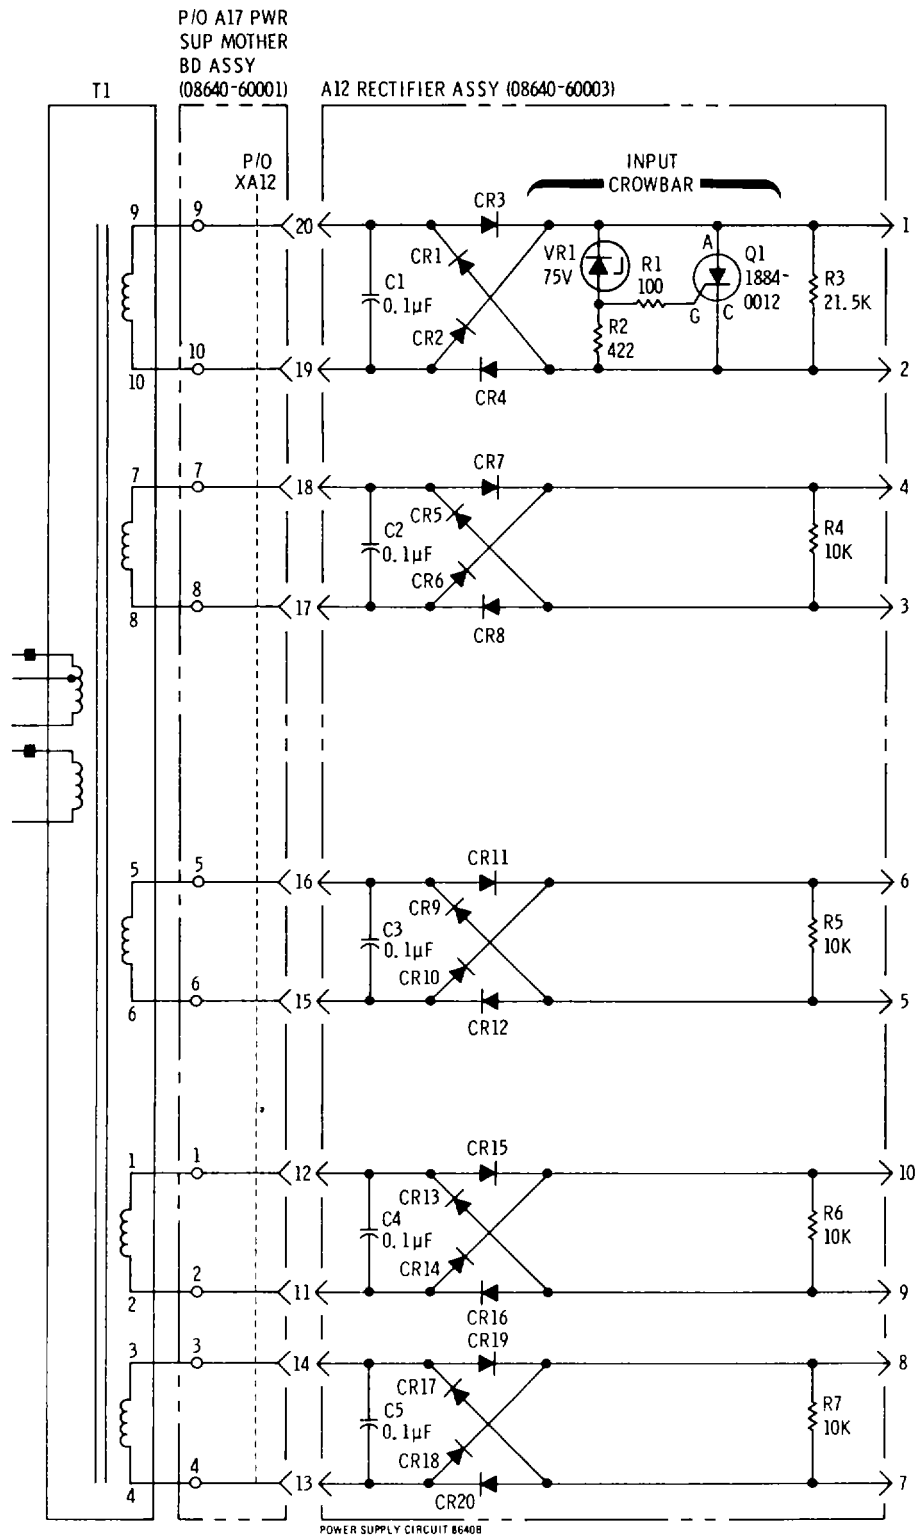 P/O A17 PWR
SUP MOTHER
BD ASSY
(08640-60001)
T1
A12 RECTIFIER ASSY (08640-60003)
P/O
XA12
INPUT
CROWBAR
9
9
20
CR3
1
CR1
C1
0.1µF
CR2
VR1
75V
R1
100
A
Q1
1884-
0012
G
C
R3
21.5K
R2
422
10
10
19
CR4
2
7
7
18
CR7
4
CR5
C2
0.1µF
CR6
R4
10K
8
8
17
CR8
3
5
5
16
CR11
6
CR9
C3
0.1µF
CR10
R5
10K
6
6
15
CR12
5
1
1
12
CR15
10
CR13
C4
0.1µF
CR14
R6
10K
2
2
11
CR16
9
3
3
14
CR19
8
CR17
C5
0.1µF
CR18
R7
10K
4
4
13
CR20
7
POWER SUPPLY CIRCUIT 8640B